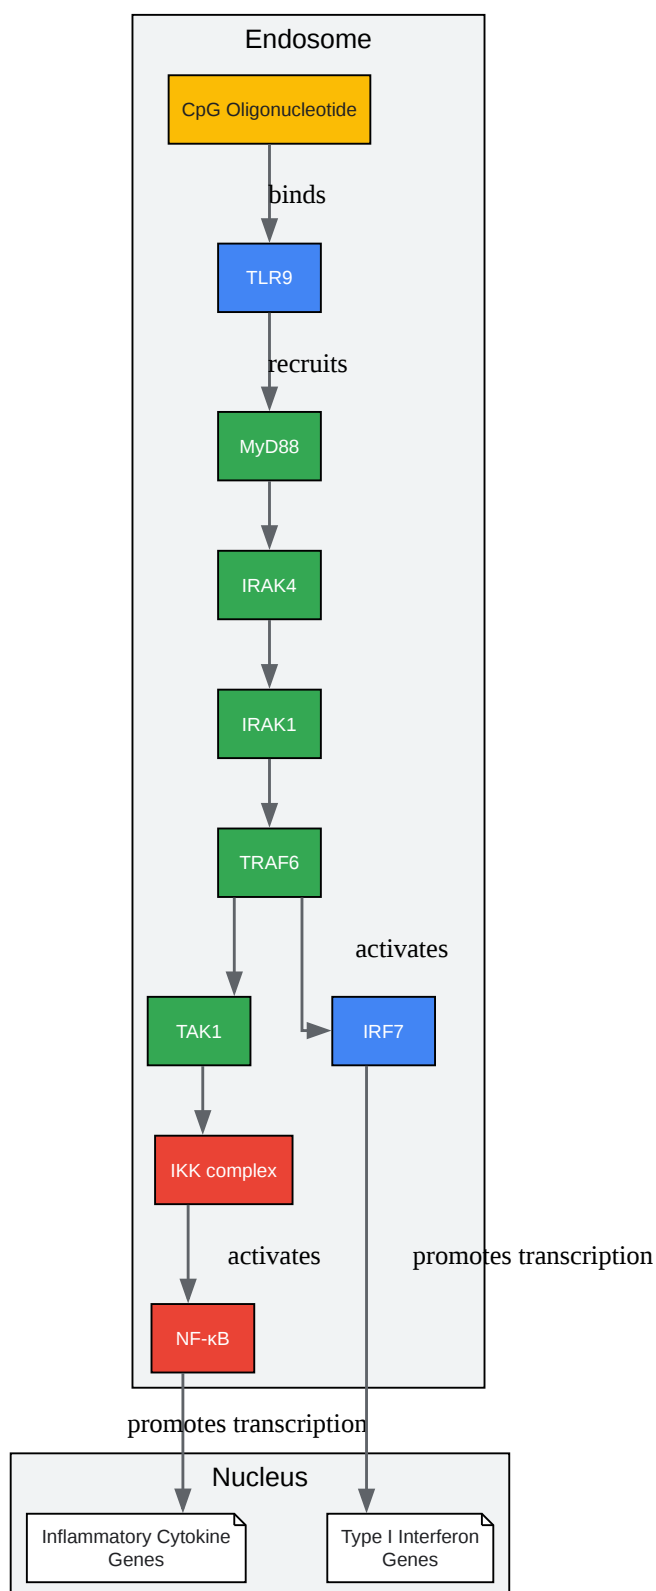 Endosome
CpG Oligonucleotide
binds
TLR9
recruits
MyD88
IRAK4
IRAK1
TRAF6
activates
TAK1
IRF7
IKK complex
activates
promotes transcription
NF-κB
promotes transcription
Nucleus
Inflammatory Cytokine
Genes
Type I Interferon
Genes